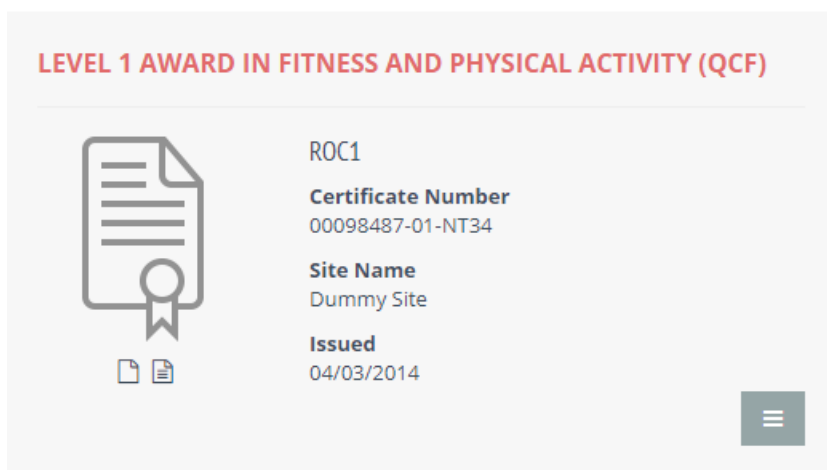 LEVEL 1 AWARD IN FITNESS AND PHYSICAL ACTIVITY (QCF)
ROC1
Certificate Number
00098487-01-NT34
Site Name
Dummy Site
Issued
04/03/2014